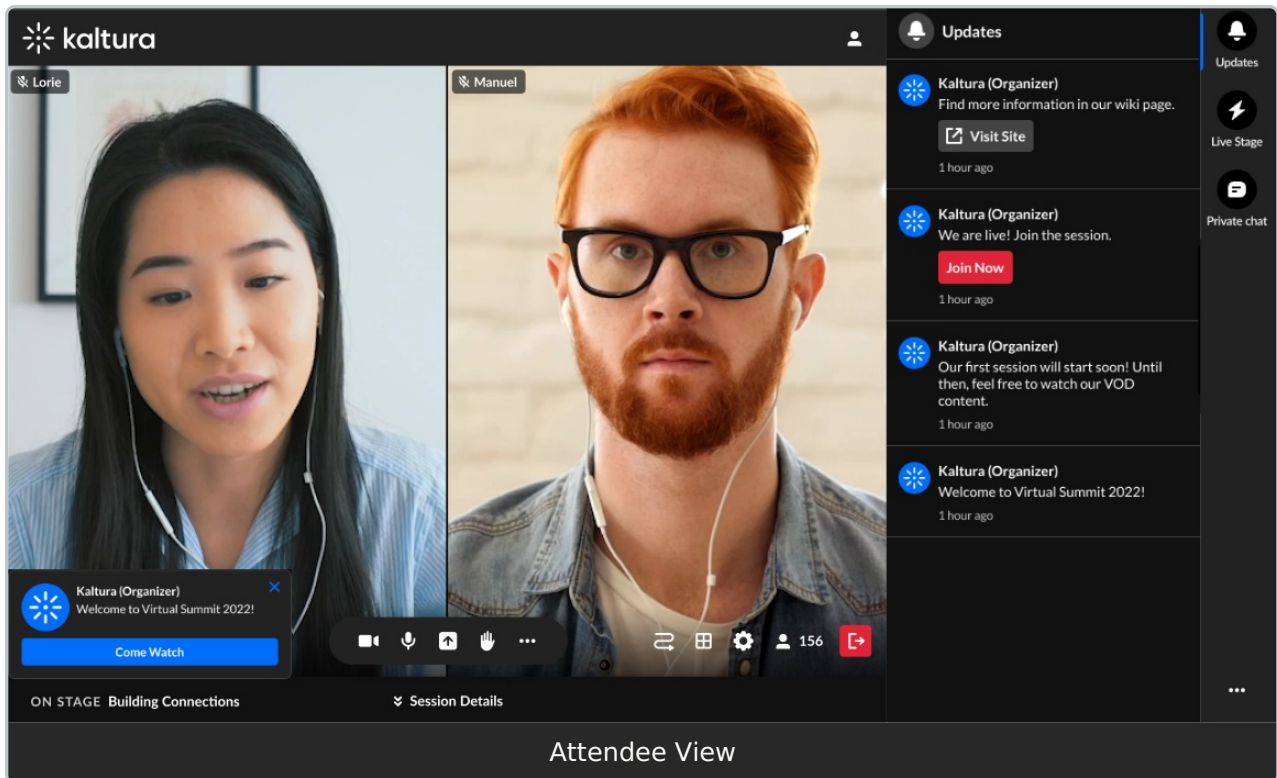 kaltura
Lorie
Manuel
Kaltura (Organizer)
Welcome to Virtual Summit 2022!
Come Watch
156
ON STAGE Building Connections
Session Details
Updates
Kaltura (Organizer)
Find more information in our wiki page.
Visit Site
1 hour ago
Kaltura (Organizer)
We are live! Join the session.
Join Now
1 hour ago
Kaltura (Organizer)
Our first session will start soon! Until
then, feel free to watch our VOD
content.
1 hour ago
Kaltura (Organizer)
Welcome to Virtual Summit 2022!
1 hour ago
Updates
Live Stage
Private chat
Attendee View